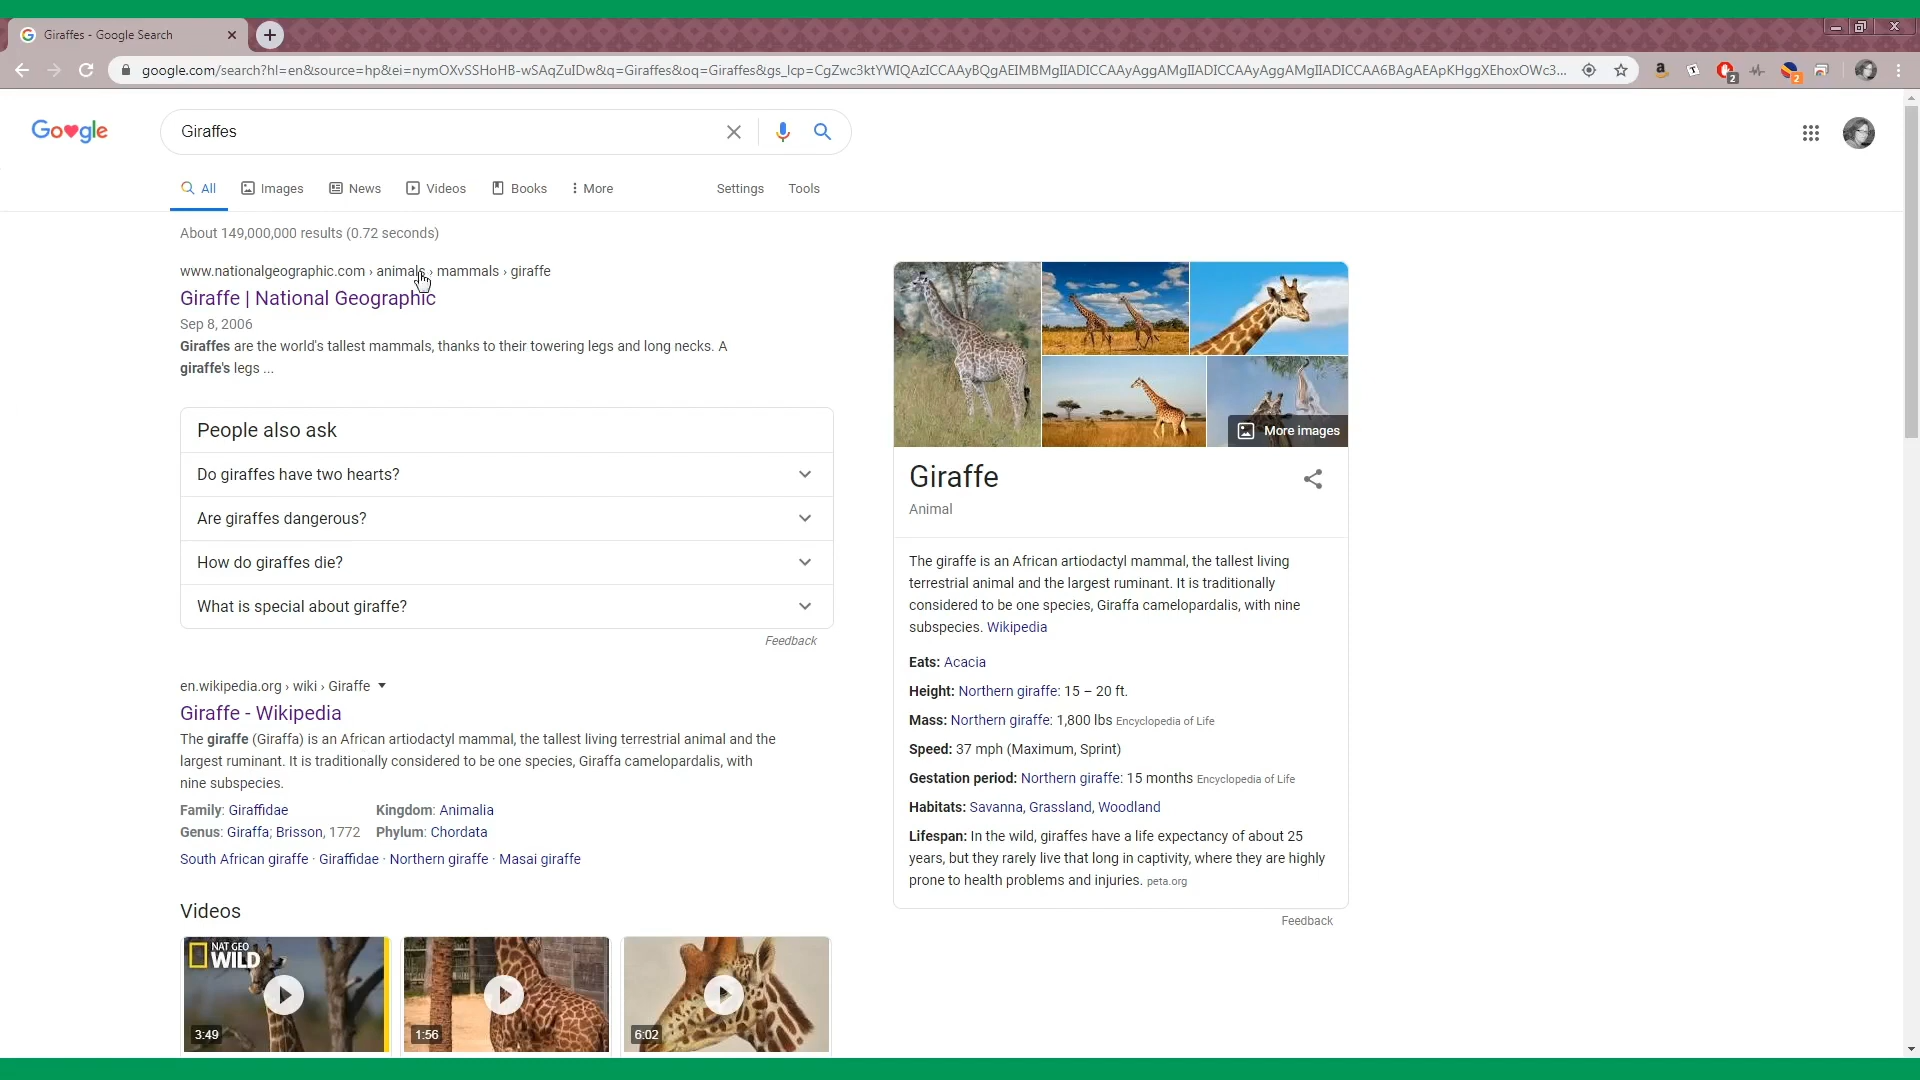 Giraffes - Google Search
google.com/search?hl=en&source=hp&ei=nymOXvSSHoHB-wSAqZuIDw&q=Giraffes&oq=Giraffes&gs_lcp=CgZwc3ktYWIQAzICCAAyBQgAEIMBMgIIADICCAAyAggAMgIIADICCAAyAggAMgIIADICCAA6BAgAEApKHggXEhoxOWc3...
2
2
Google
Giraffes
All
Images
News
Videos
Books
More
Settings
Tools
About 149,000,000 results (0.72 seconds)
www.nationalgeographic.com › animals › mammals › giraffe
Giraffe | National Geographic
Sep 8, 2006
Giraffes are the world's tallest mammals, thanks to their towering legs and long necks. A
giraffe's legs ...
People also ask
Do giraffes have two hearts?
Are giraffes dangerous?
How do giraffes die?
What is special about giraffe?
Feedback
en.wikipedia.org › wiki › Giraffe
Giraffe - Wikipedia
The giraffe (Giraffa) is an African artiodactyl mammal, the tallest living terrestrial animal and the
largest ruminant. It is traditionally considered to be one species, Giraffa camelopardalis, with
nine subspecies.
Family: Giraffidae Kingdom: Animalia
Genus: Giraffa; Brisson, 1772 Phylum: Chordata
South African giraffe · Giraffidae · Northern giraffe · Masai giraffe
Videos
NAT GEO
WILD
3:49
1:56
6:02
More images
Giraffe
Animal
The giraffe is an African artiodactyl mammal, the tallest living
terrestrial animal and the largest ruminant. It is traditionally
considered to be one species, Giraffa camelopardalis, with nine
subspecies. Wikipedia
Eats: Acacia
Height: Northern giraffe: 15 – 20 ft.
Mass: Northern giraffe: 1,800 lbs Encyclopedia of Life
Speed: 37 mph (Maximum, Sprint)
Gestation period: Northern giraffe: 15 months Encyclopedia of Life
Habitats: Savanna, Grassland, Woodland
Lifespan: In the wild, giraffes have a life expectancy of about 25
years, but they rarely live that long in captivity, where they are highly
prone to health problems and injuries. peta.org
Feedback